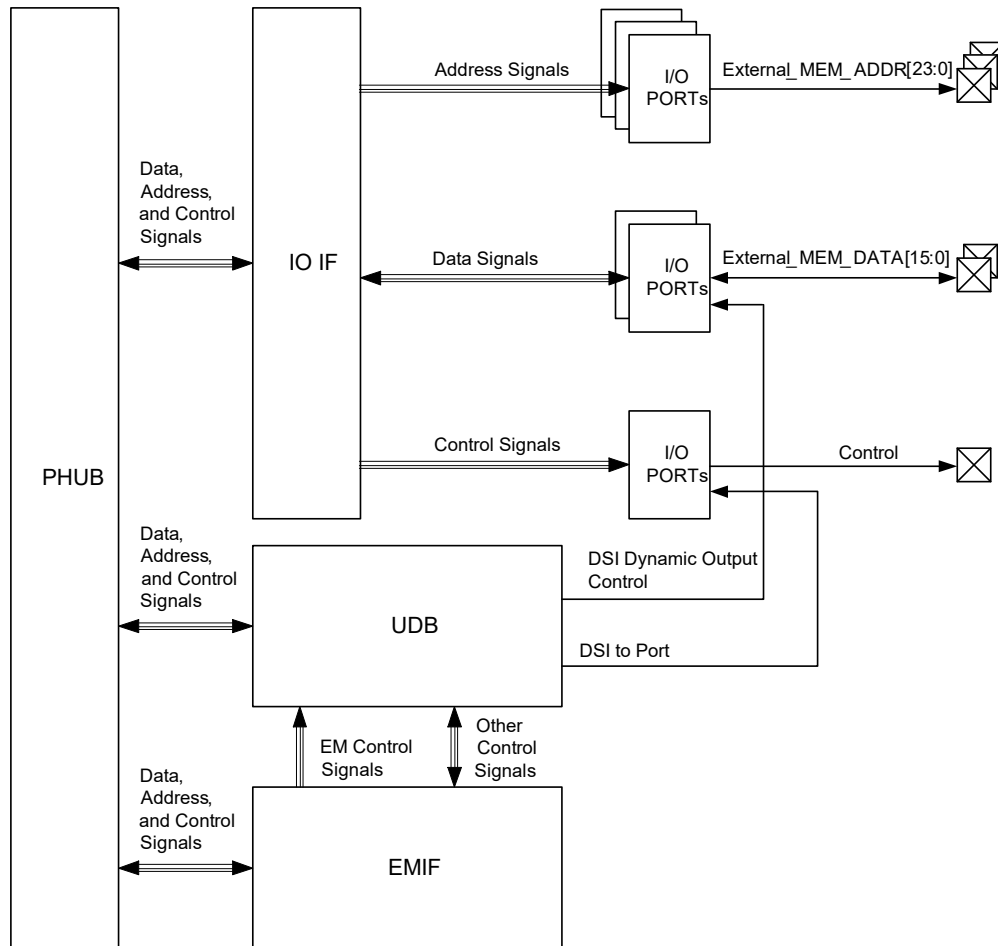 Address Signals
I/O
PORTs
External_MEM_ADDR[23:0]
Data,
Address,
and Control
Signals
IO IF
Data Signals
I/O
PORTs
External_MEM_DATA[15:0]
PHUB
Control Signals
I/O
PORTs
Control
Data,
Address,
and Control
Signals
UDB
DSI Dynamic Output
Control
DSI to Port
EM Control
Signals
Other
Control
Signals
Data,
Address,
and Control
Signals
EMIF